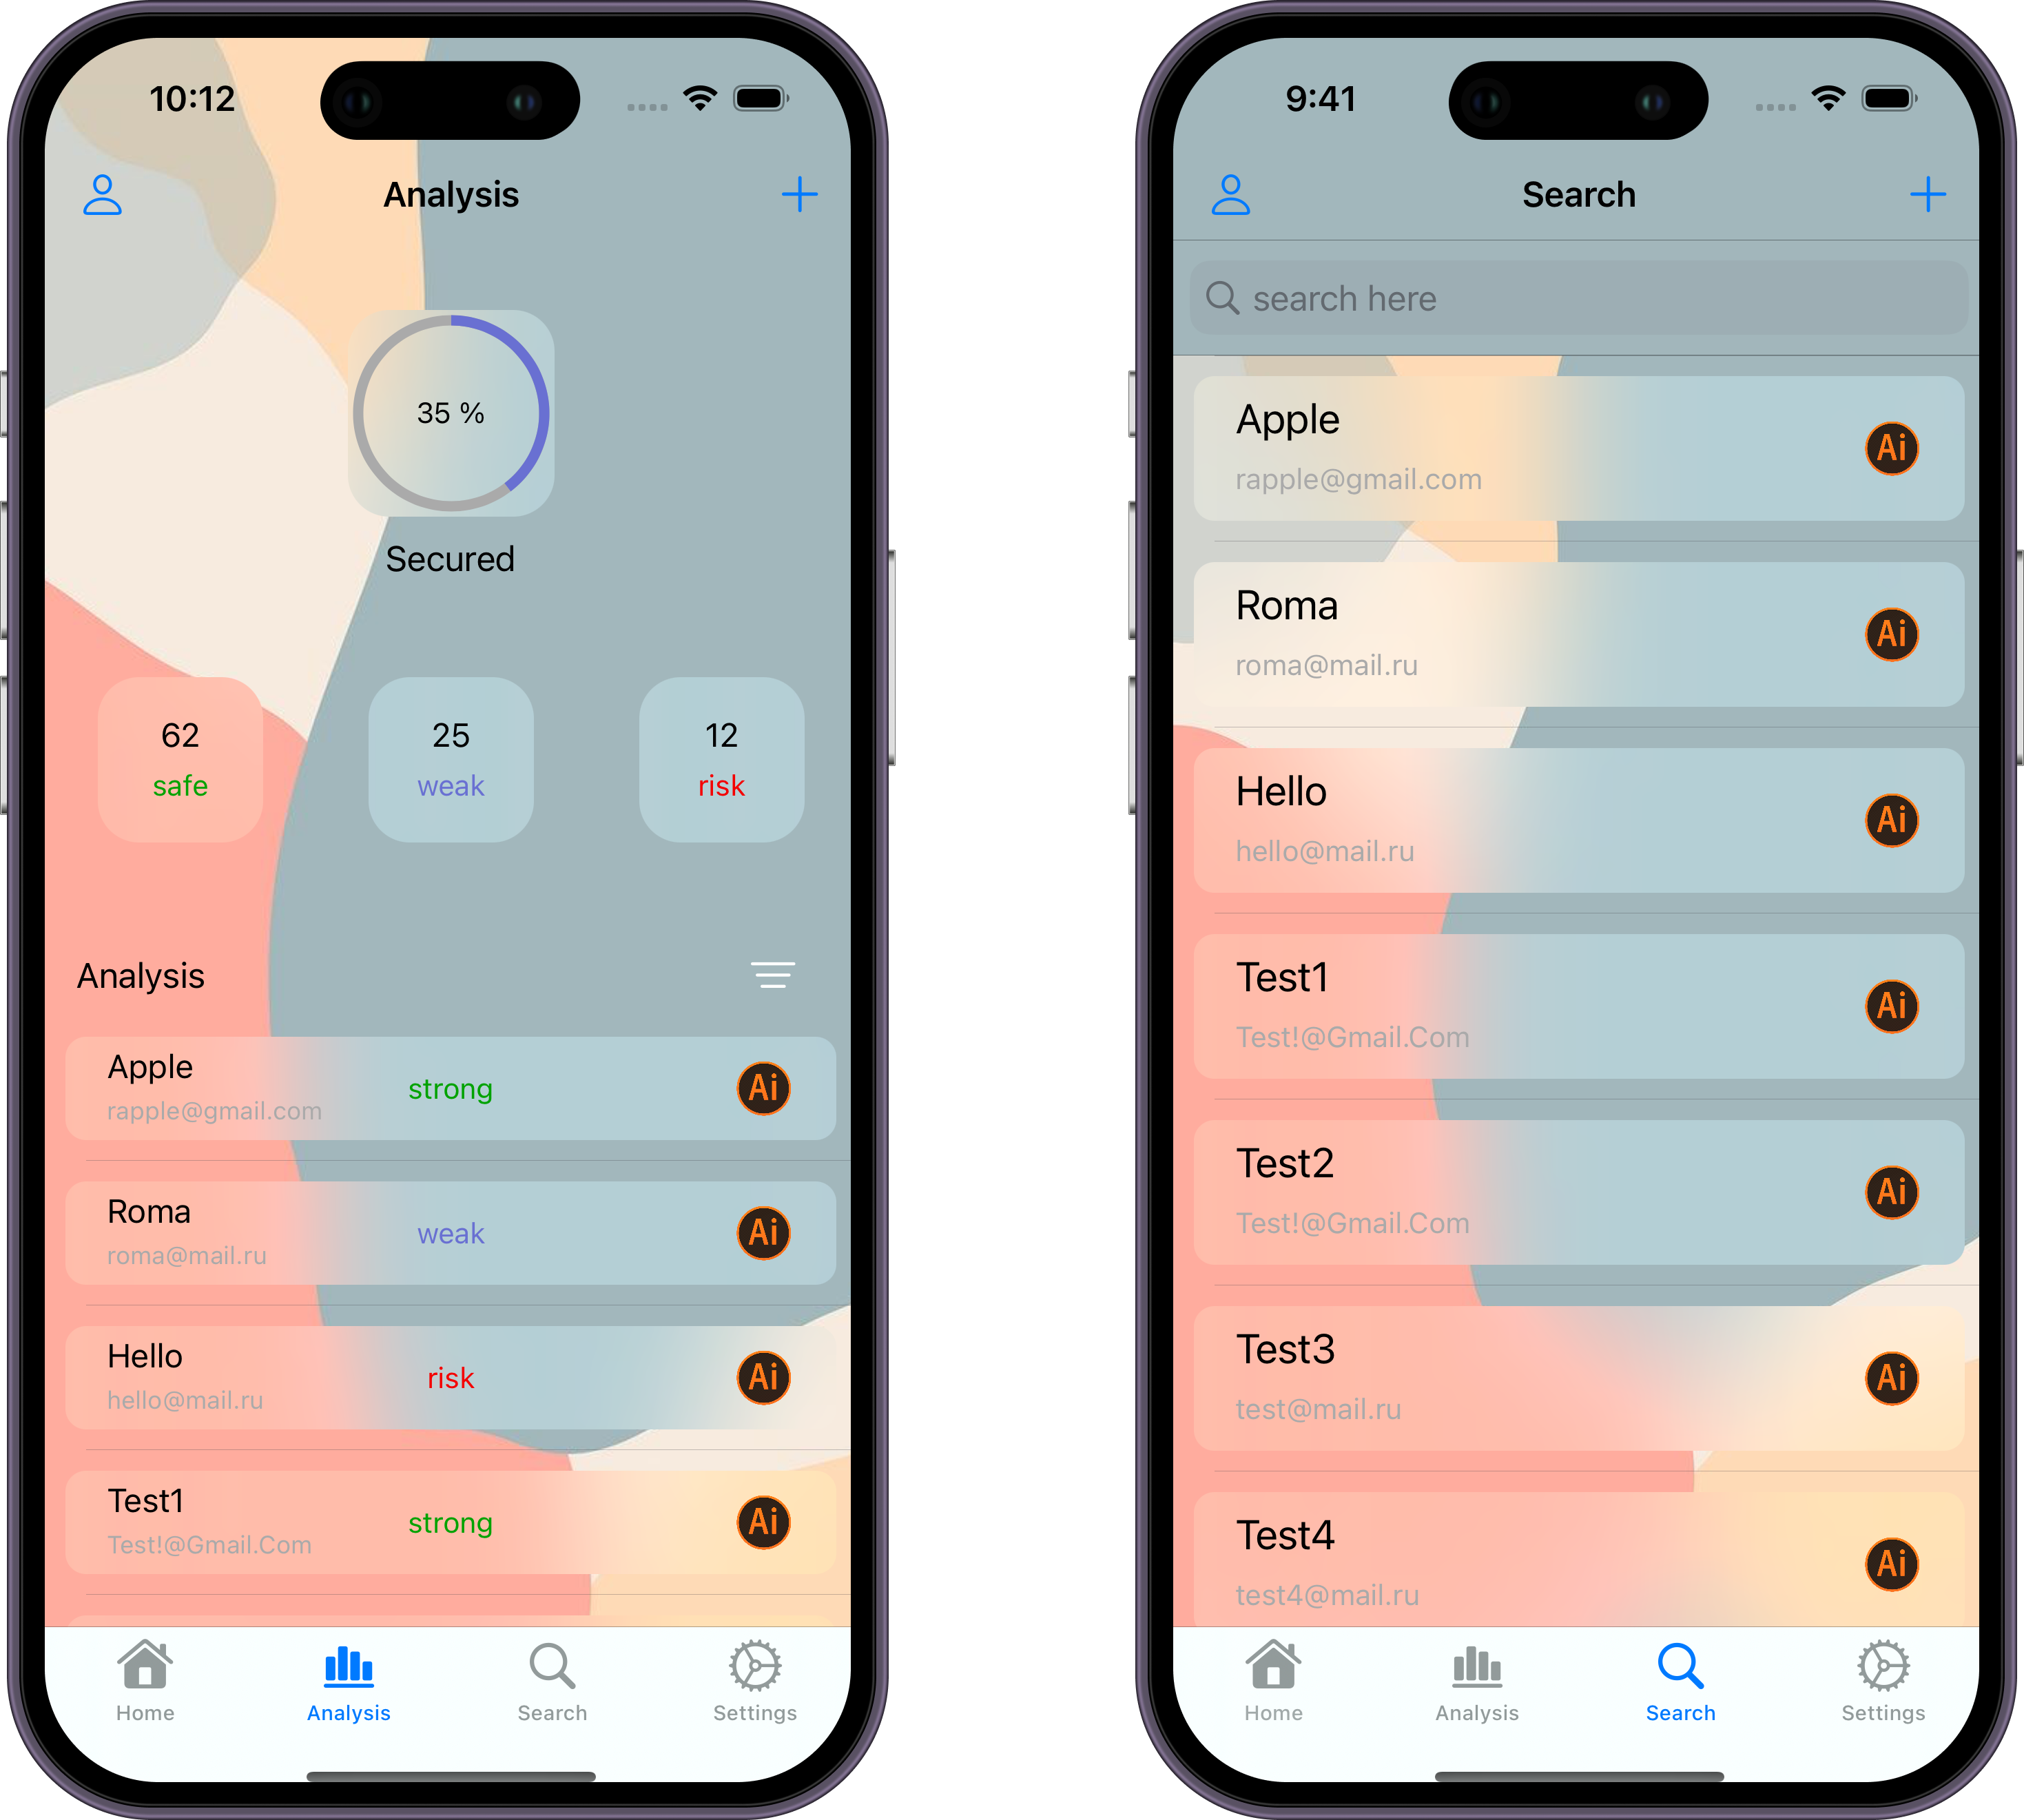 10:12
Analysis
35 %
Secured
62
safe
25
weak
12
risk
Analysis
Apple
rapple@gmail.com
strong
Ai
Roma
roma@mail.ru
weak
Ai
Hello
hello@mail.ru
risk
Ai
Test1
Test!@Gmail.Com
strong
Ai
Home
Analysis
Search
Settings
9:41
Search
search here
Apple
rapple@gmail.com
Ai
Roma
roma@mail.ru
Ai
Hello
hello@mail.ru
Ai
Test1
Test!@Gmail.Com
Ai
Test2
Test!@Gmail.Com
Ai
Test3
test@mail.ru
Ai
Test4
test4@mail.ru
Ai
Home
Analysis
Search
Settings